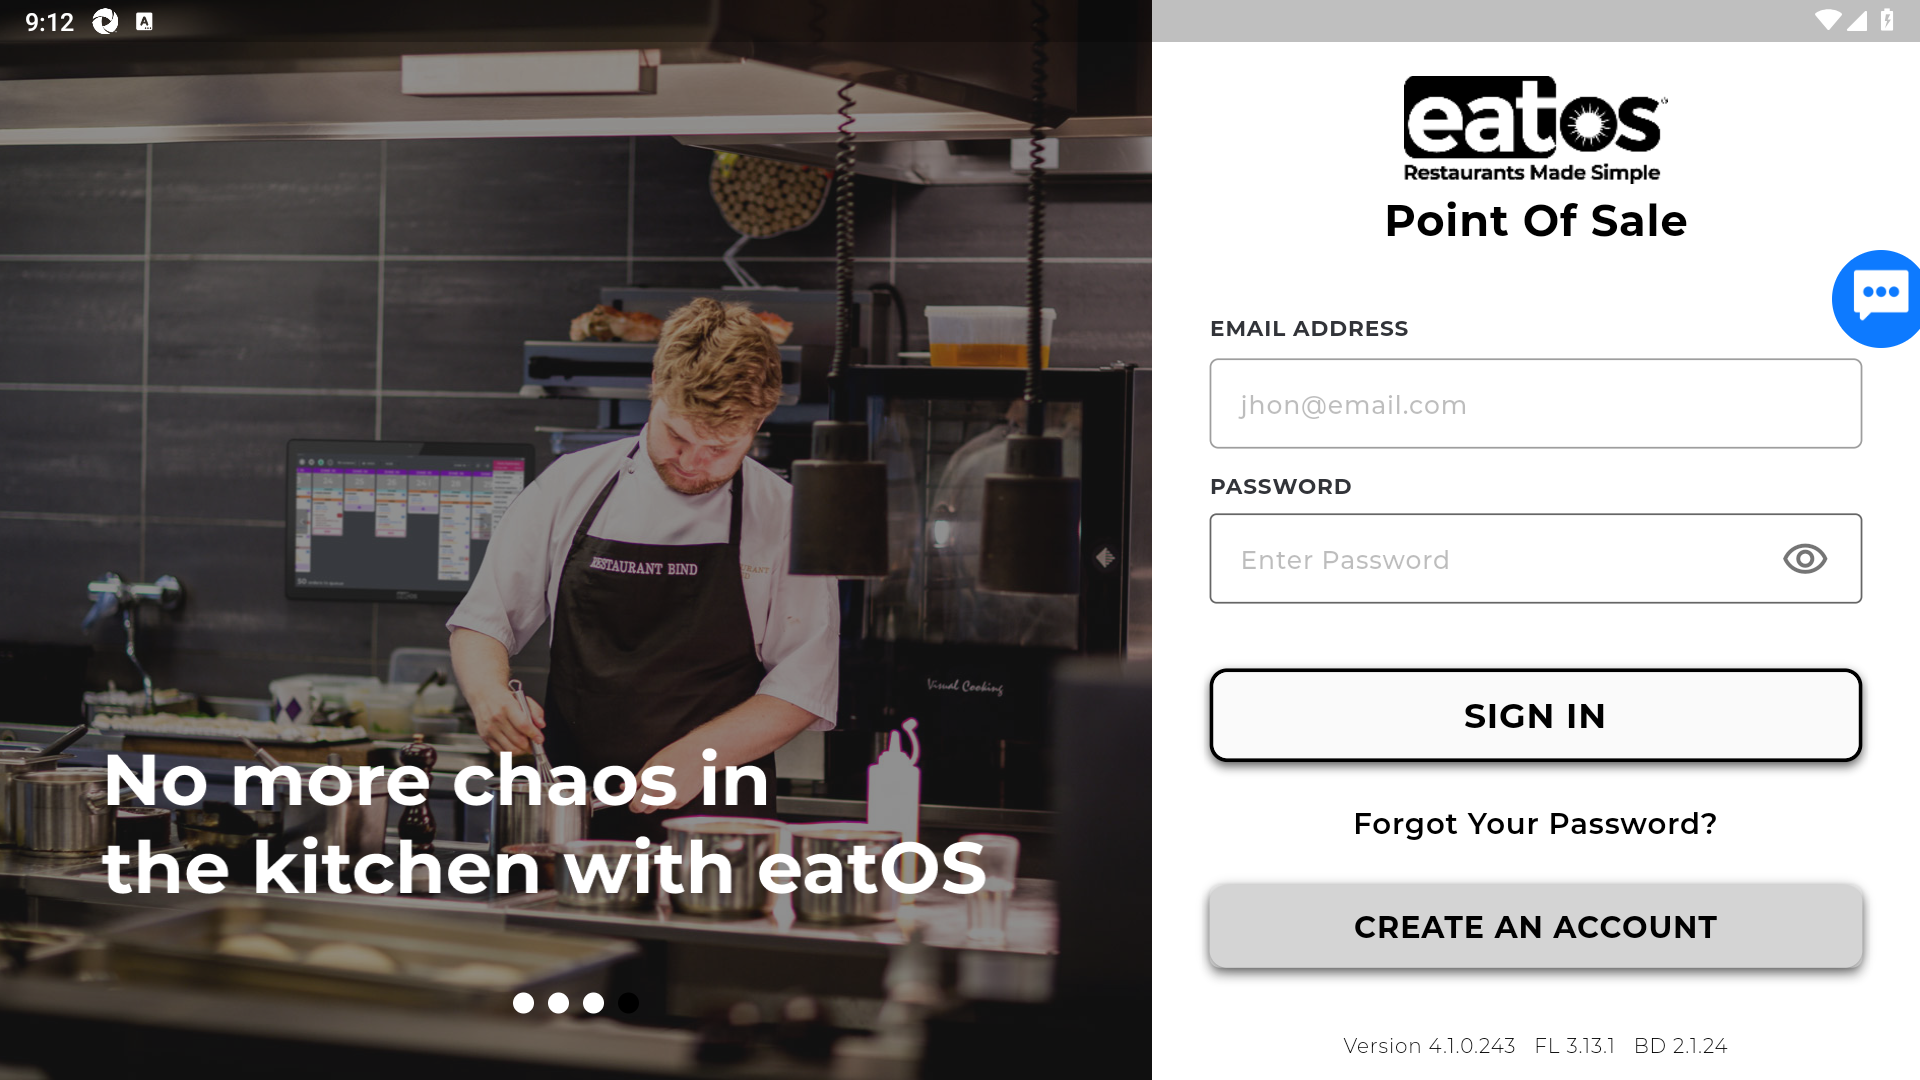 9:12
eatos
Restaurants Made Simple
Point Of Sale
EMAIL ADDRESS
jhon@email.com
PASSWORD
Enter Password
SIGN IN
Forgot Your Password?
CREATE AN ACCOUNT
Version 4.1.0.243 FL 3.13.1 BD 2.1.24
RESTAURANT BIND
Visual Cooking
No more chaos in
the kitchen with eatOS